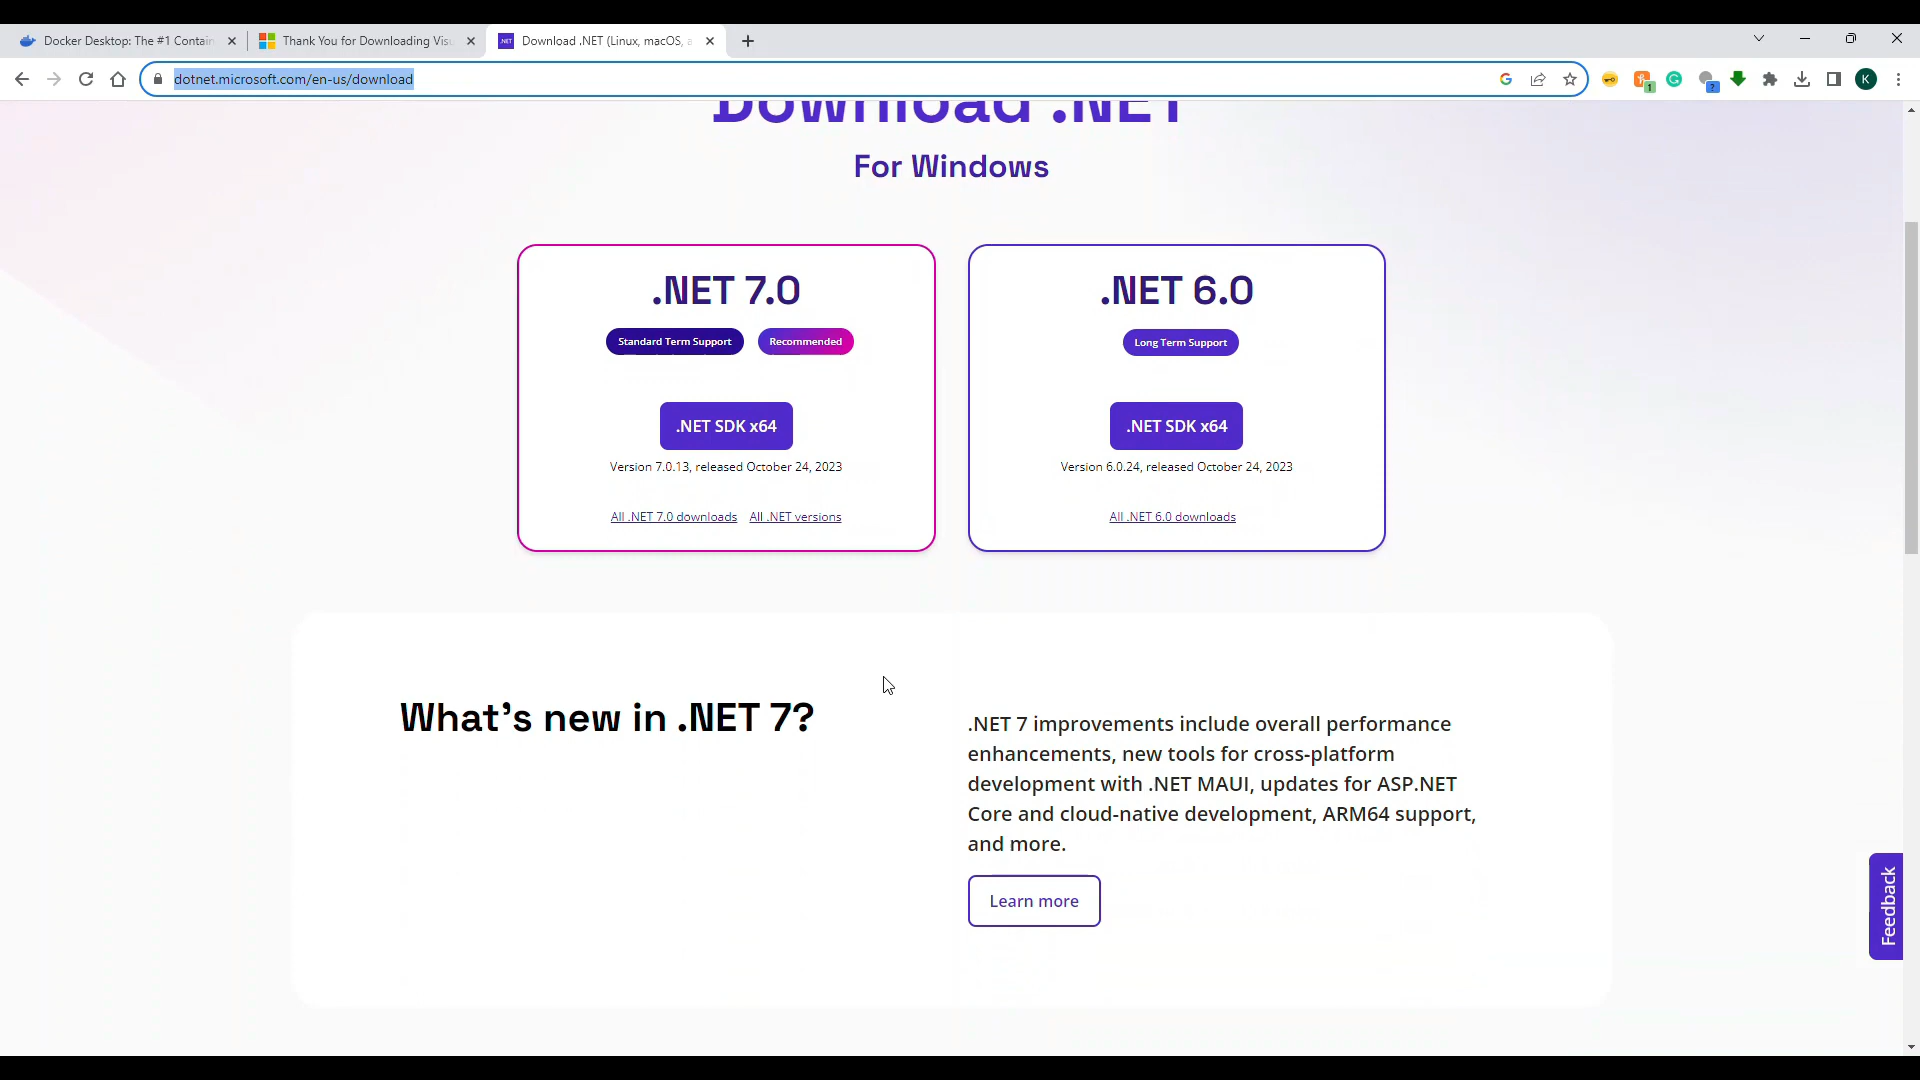 Docker Desktop: The #1 Contain
Thank You for Downloading Visu
Download .NET (Linux, macOS, a
dotnet.microsoft.com/en-us/download
1
?
K
Download .NET
For Windows
.NET 7.0
Standard Term Support
Recommended
.NET SDK x64
Version 7.0.13, released October 24, 2023
All .NET 7.0 downloads
All .NET versions
.NET 6.0
Long Term Support
.NET SDK x64
Version 6.0.24, released October 24, 2023
All .NET 6.0 downloads
What's new in .NET 7?
.NET 7 improvements include overall performance
enhancements, new tools for cross-platform
development with .NET MAUI, updates for ASP.NET
Core and cloud-native development, ARM64 support,
and more.
Learn more
Feedback